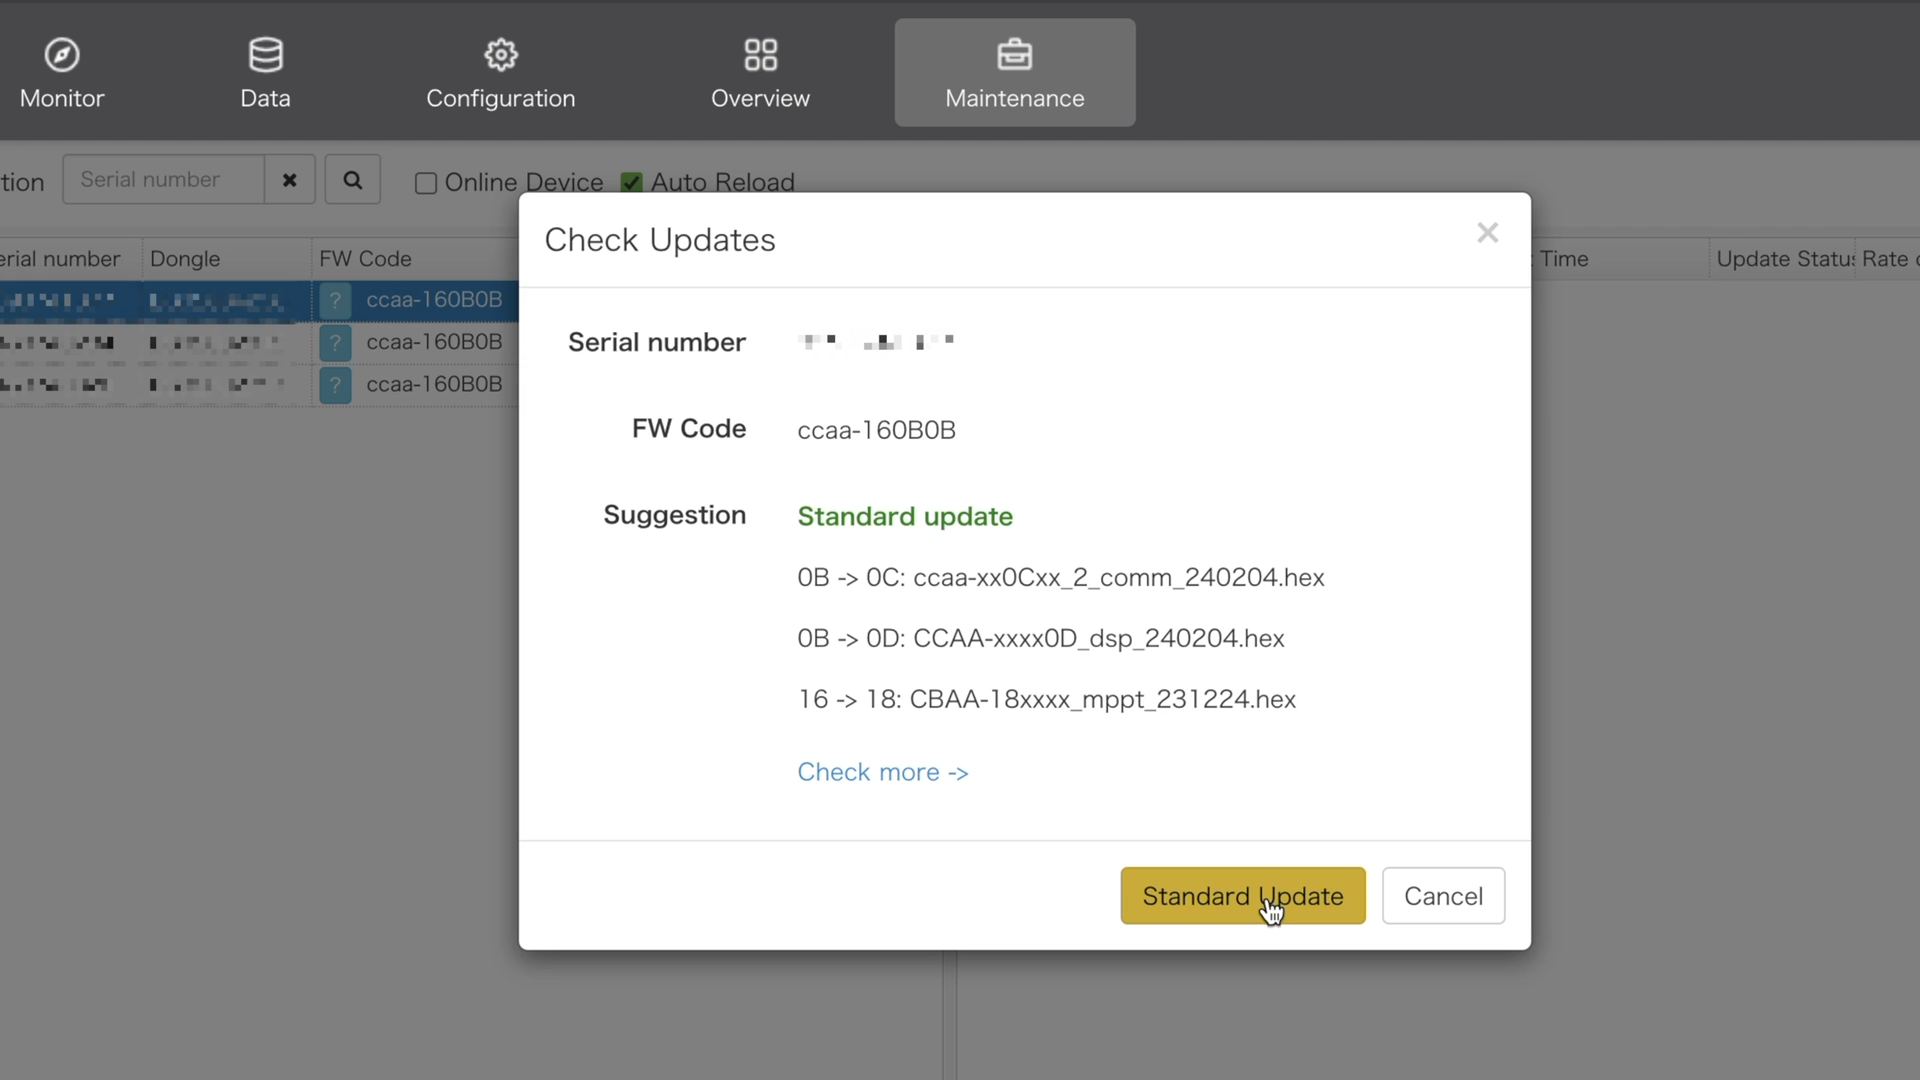 Monitor
Data
Configuration
Overview
Maintenance
tion
Serial number
Online Device
Auto Reload
erial number
Dongle
FW Code
Time
Update Status
Rate
? ccaa-160B0B
? ccaa-160B0B
? ccaa-160B0B
Check Updates
Serial number
FW Code
ccaa-160B0B
Suggestion
Standard update
0B -> 0C: ccaa-xx0Cxx_2_comm_240204.hex
0B -> 0D: CCAA-xxxx0D_dsp_240204.hex
16 -> 18: CBAA-18xxxx_mppt_231224.hex
Check more ->
Standard Update
Cancel